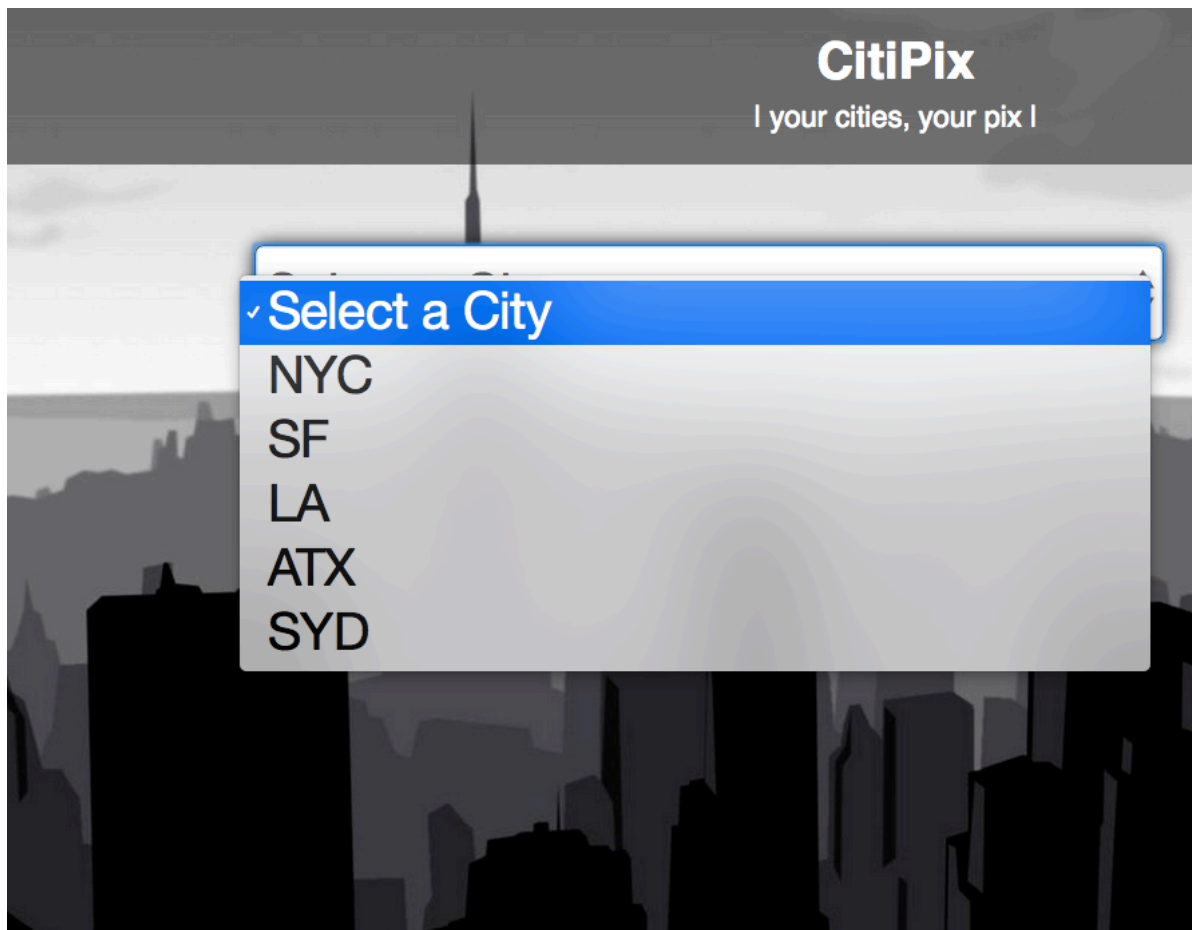 CitiPix
| your cities, your pix |
Select a City
NYC
SF
LA
ATX
SYD